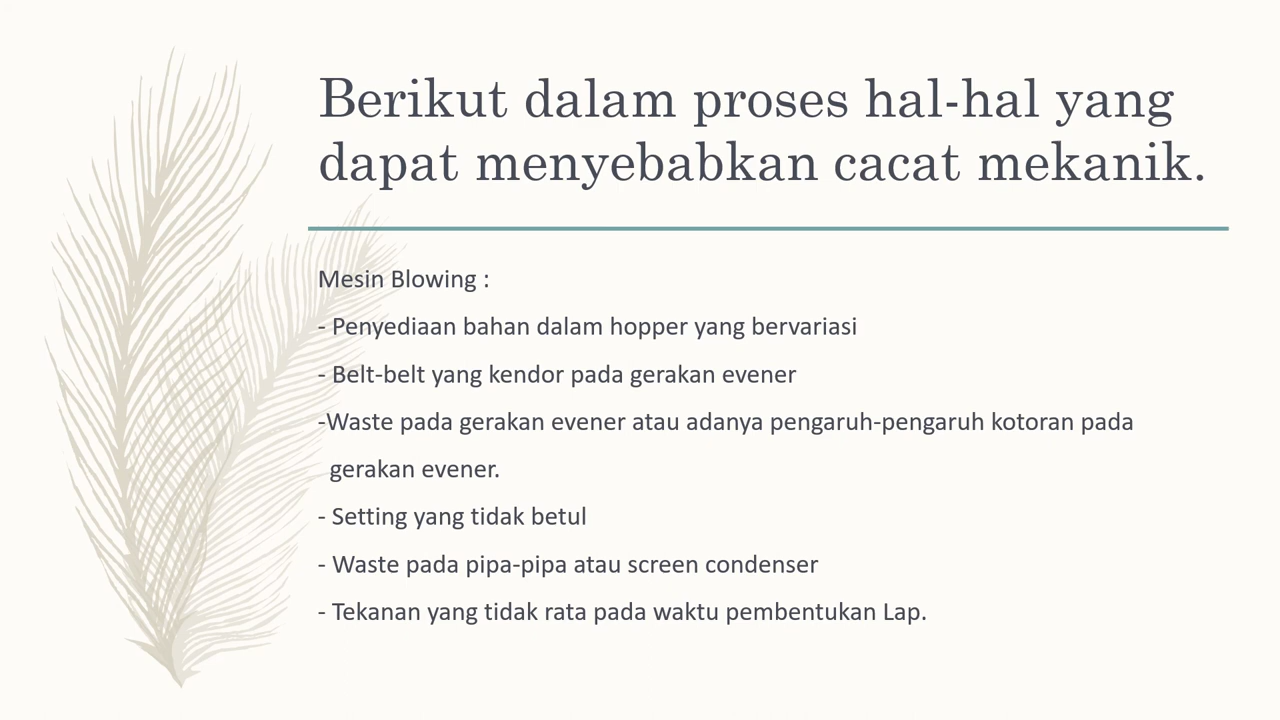 Berikut dalam proses hal-hal yang
dapat menyebabkan cacat mekanik.
Mesin Blowing :
- Penyediaan bahan dalam hopper yang bervariasi
- Belt-belt yang kendor pada gerakan evener
-Waste pada gerakan evener atau adanya pengaruh-pengaruh kotoran pada
gerakan evener.
- Setting yang tidak betul
- Waste pada pipa-pipa atau screen condenser
- Tekanan yang tidak rata pada waktu pembentukan Lap.